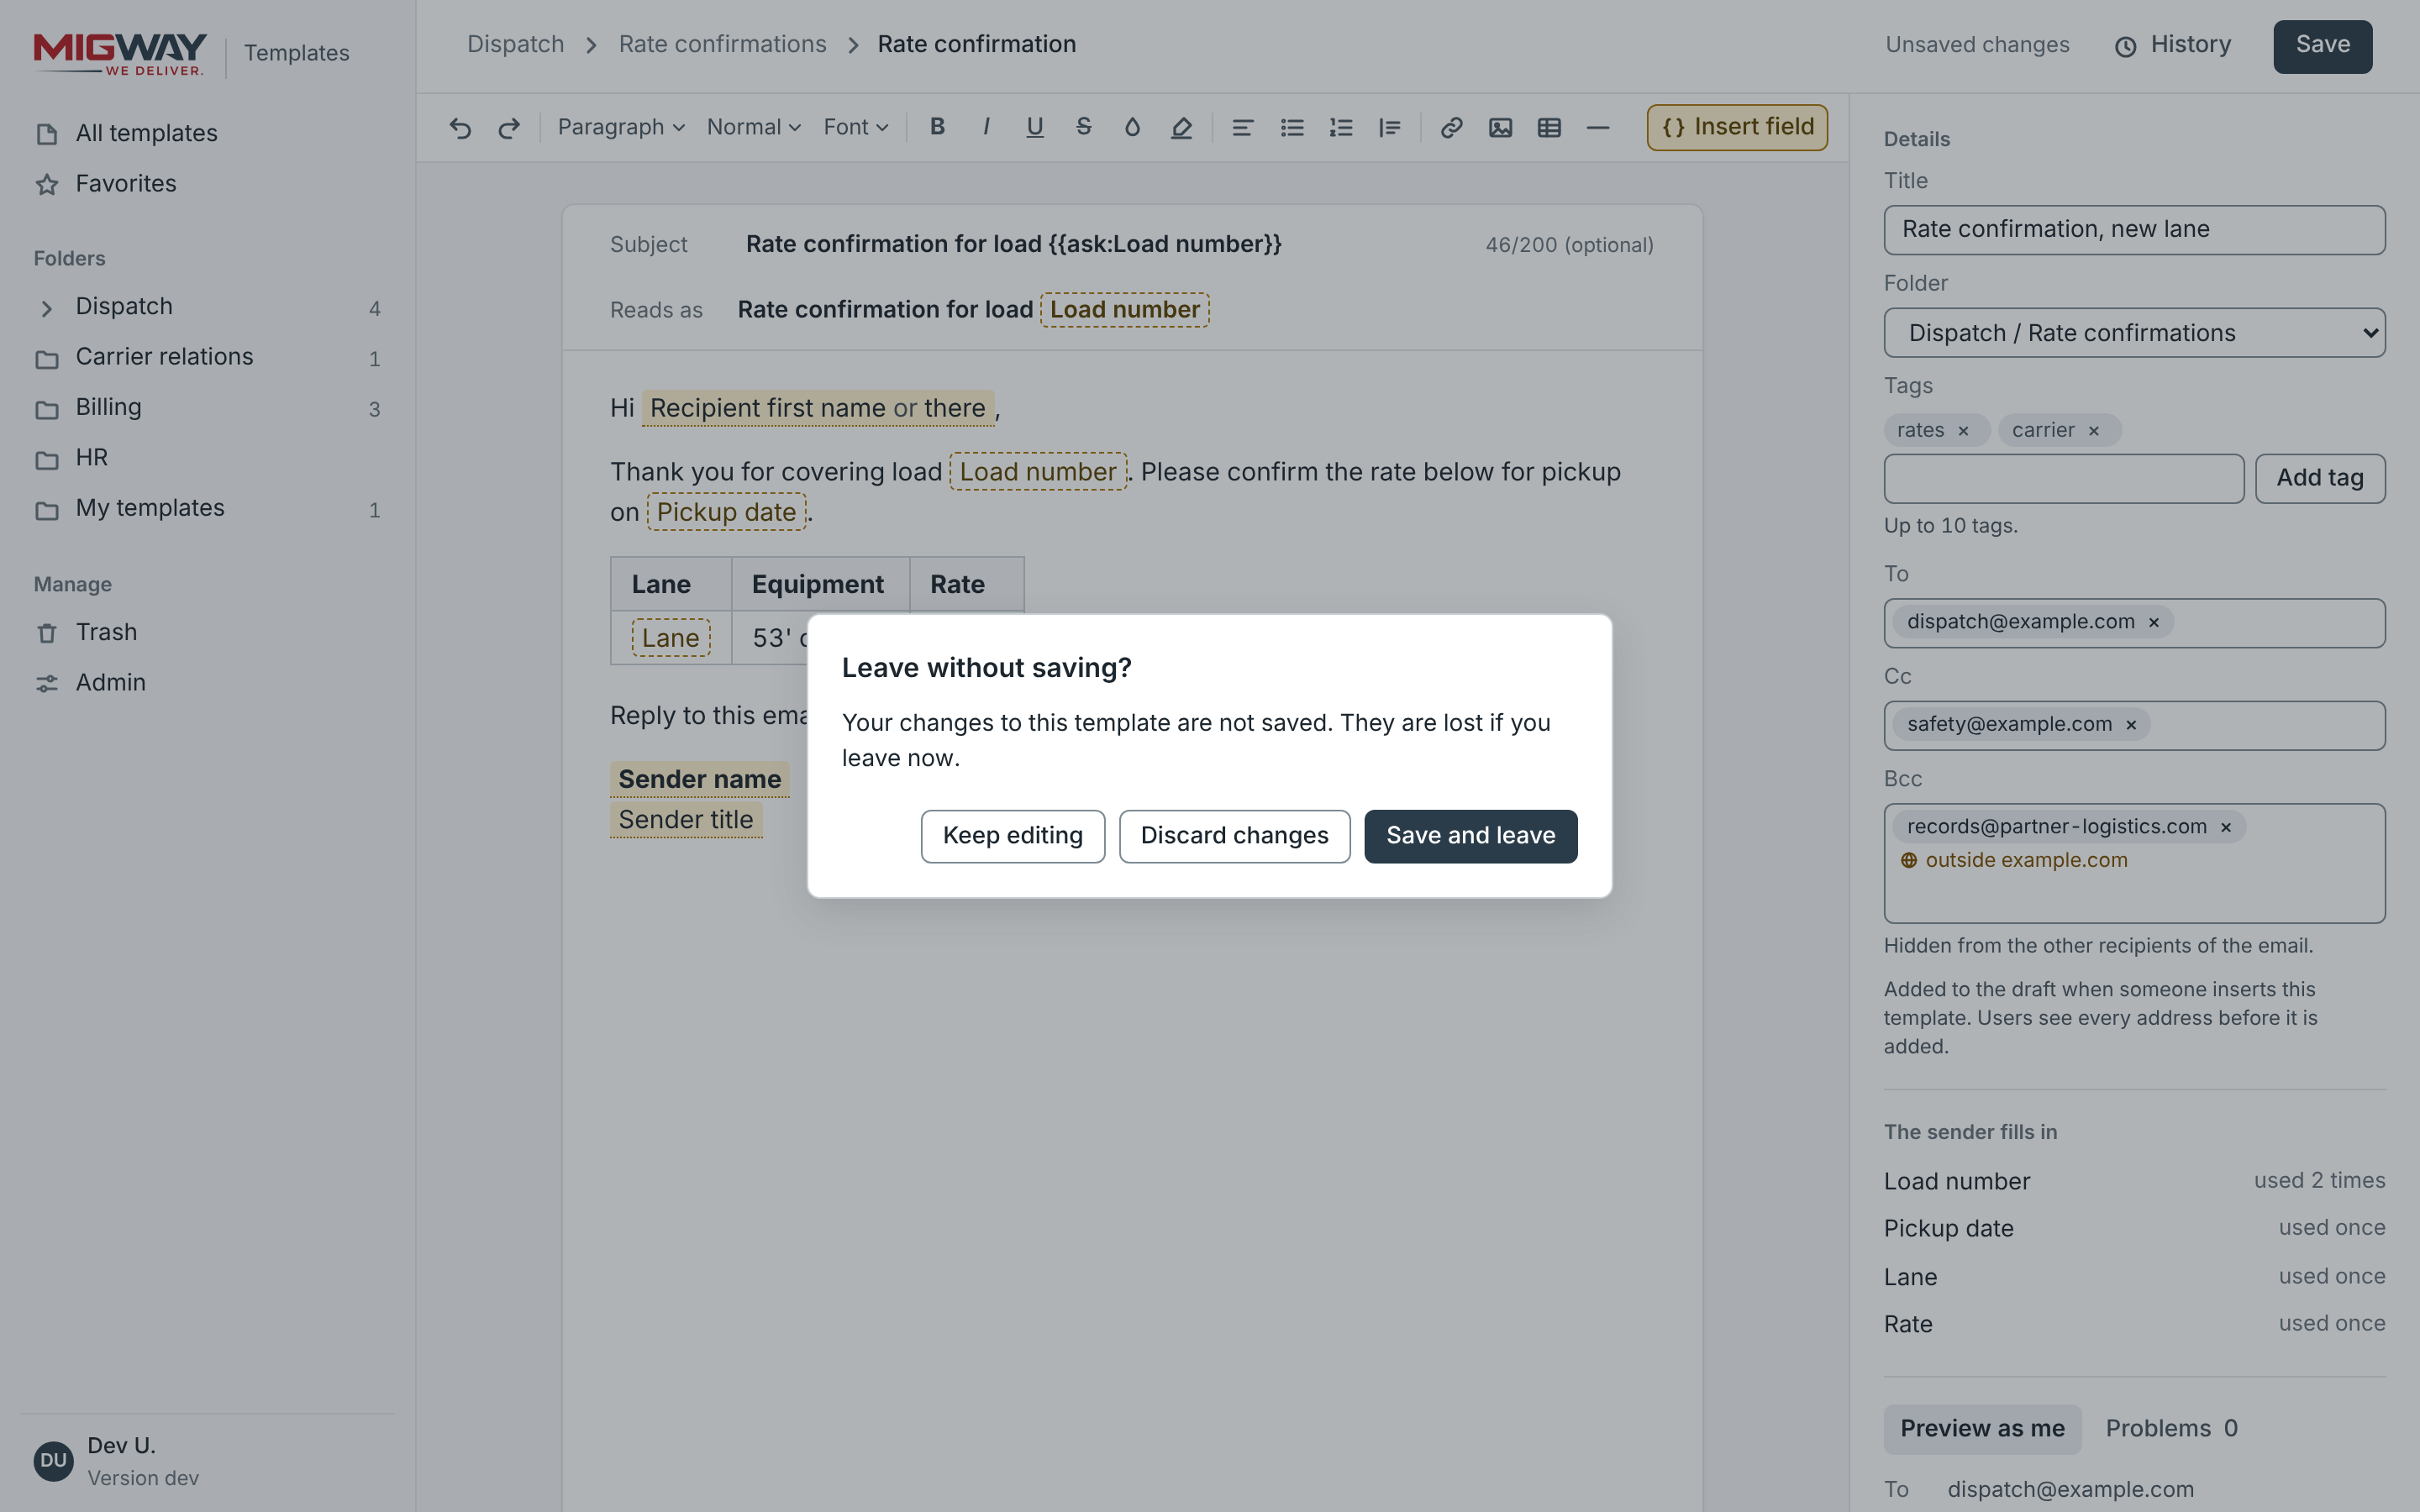 MIGWAY
WE DELIVER.
Templates
All templates
Favorites
Folders
Dispatch 4
Carrier relations 1
Billing 3
HR
My templates 1
Manage
Trash
Admin
DU
Dev U.
Version dev
Dispatch > Rate confirmations > Rate confirmation
Unsaved changes
History
Save
Paragraph Normal Font B I U S {} Insert field
Subject Rate confirmation for load {{ask:Load number}} 46/200 (optional)
Reads as Rate confirmation for load Load number
Hi Recipient first name or there ,
Thank you for covering load Load number. Please confirm the rate below for pickup
on Pickup date.
Lane Equipment Rate
Lane 53'
Reply to this
Sender name
Sender title
Leave without saving?
Your changes to this template are not saved. They are lost if you
leave now.
Keep editing Discard changes Save and leave
Details
Title
Rate confirmation, new lane
Folder
Dispatch / Rate confirmations
Tags
rates × carrier ×
Add tag
Up to 10 tags.
To
dispatch@example.com ×
Cc
safety@example.com ×
Bcc
records@partner-logistics.com ×
outside example.com
Hidden from the other recipients of the email.
Added to the draft when someone inserts this
template. Users see every address before it is
added.
The sender fills in
Load number used 2 times
Pickup date used once
Lane used once
Rate used once
Preview as me Problems 0
To dispatch@example.com